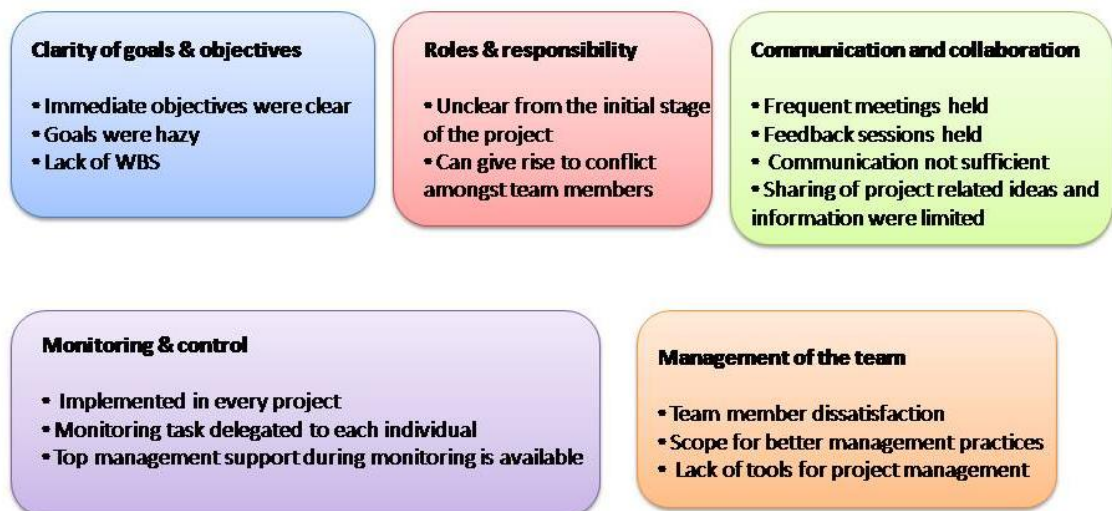 Clarity of goals & objectives
• Immediate objectives were clear
• Goals were hazy
• Lack of WBS
Roles & responsibility
• Unclear from the initial stage
of the project
• Can give rise to conflict
amongst team members
Communication and collaboration
• Frequent meetings held
• Feedback sessions held
• Communication not sufficient
• Sharing of project related ideas and
information were limited
Monitoring & control
• Implemented in every project
• Monitoring task delegated to each individual
• Top management support during monitoring is available
Management of the team
• Team member dissatisfaction
• Scope for better management practices
• Lack of tools for project management